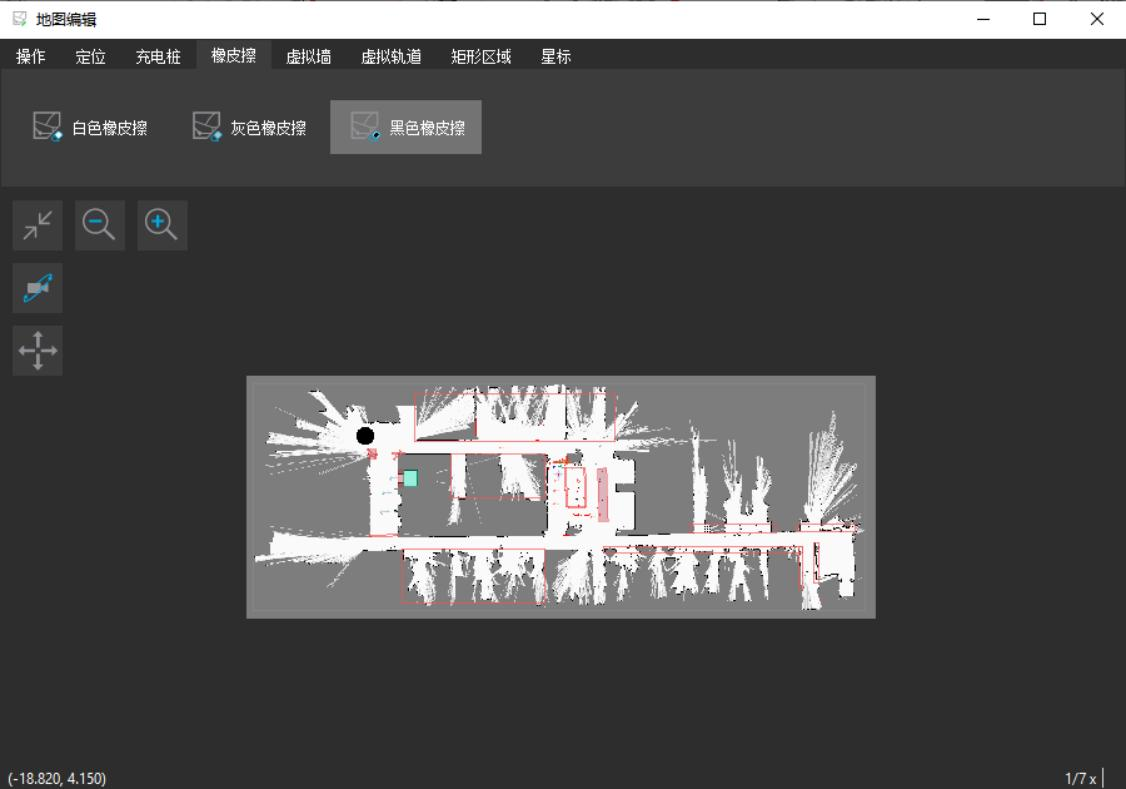 地图编辑
操作 定位 充电桩 橡皮擦 虚拟墙 虚拟轨道 矩形区域 星标
白色橡皮擦 灰色橡皮擦 黑色橡皮擦
(-18.820, 4.150) 1/7 x